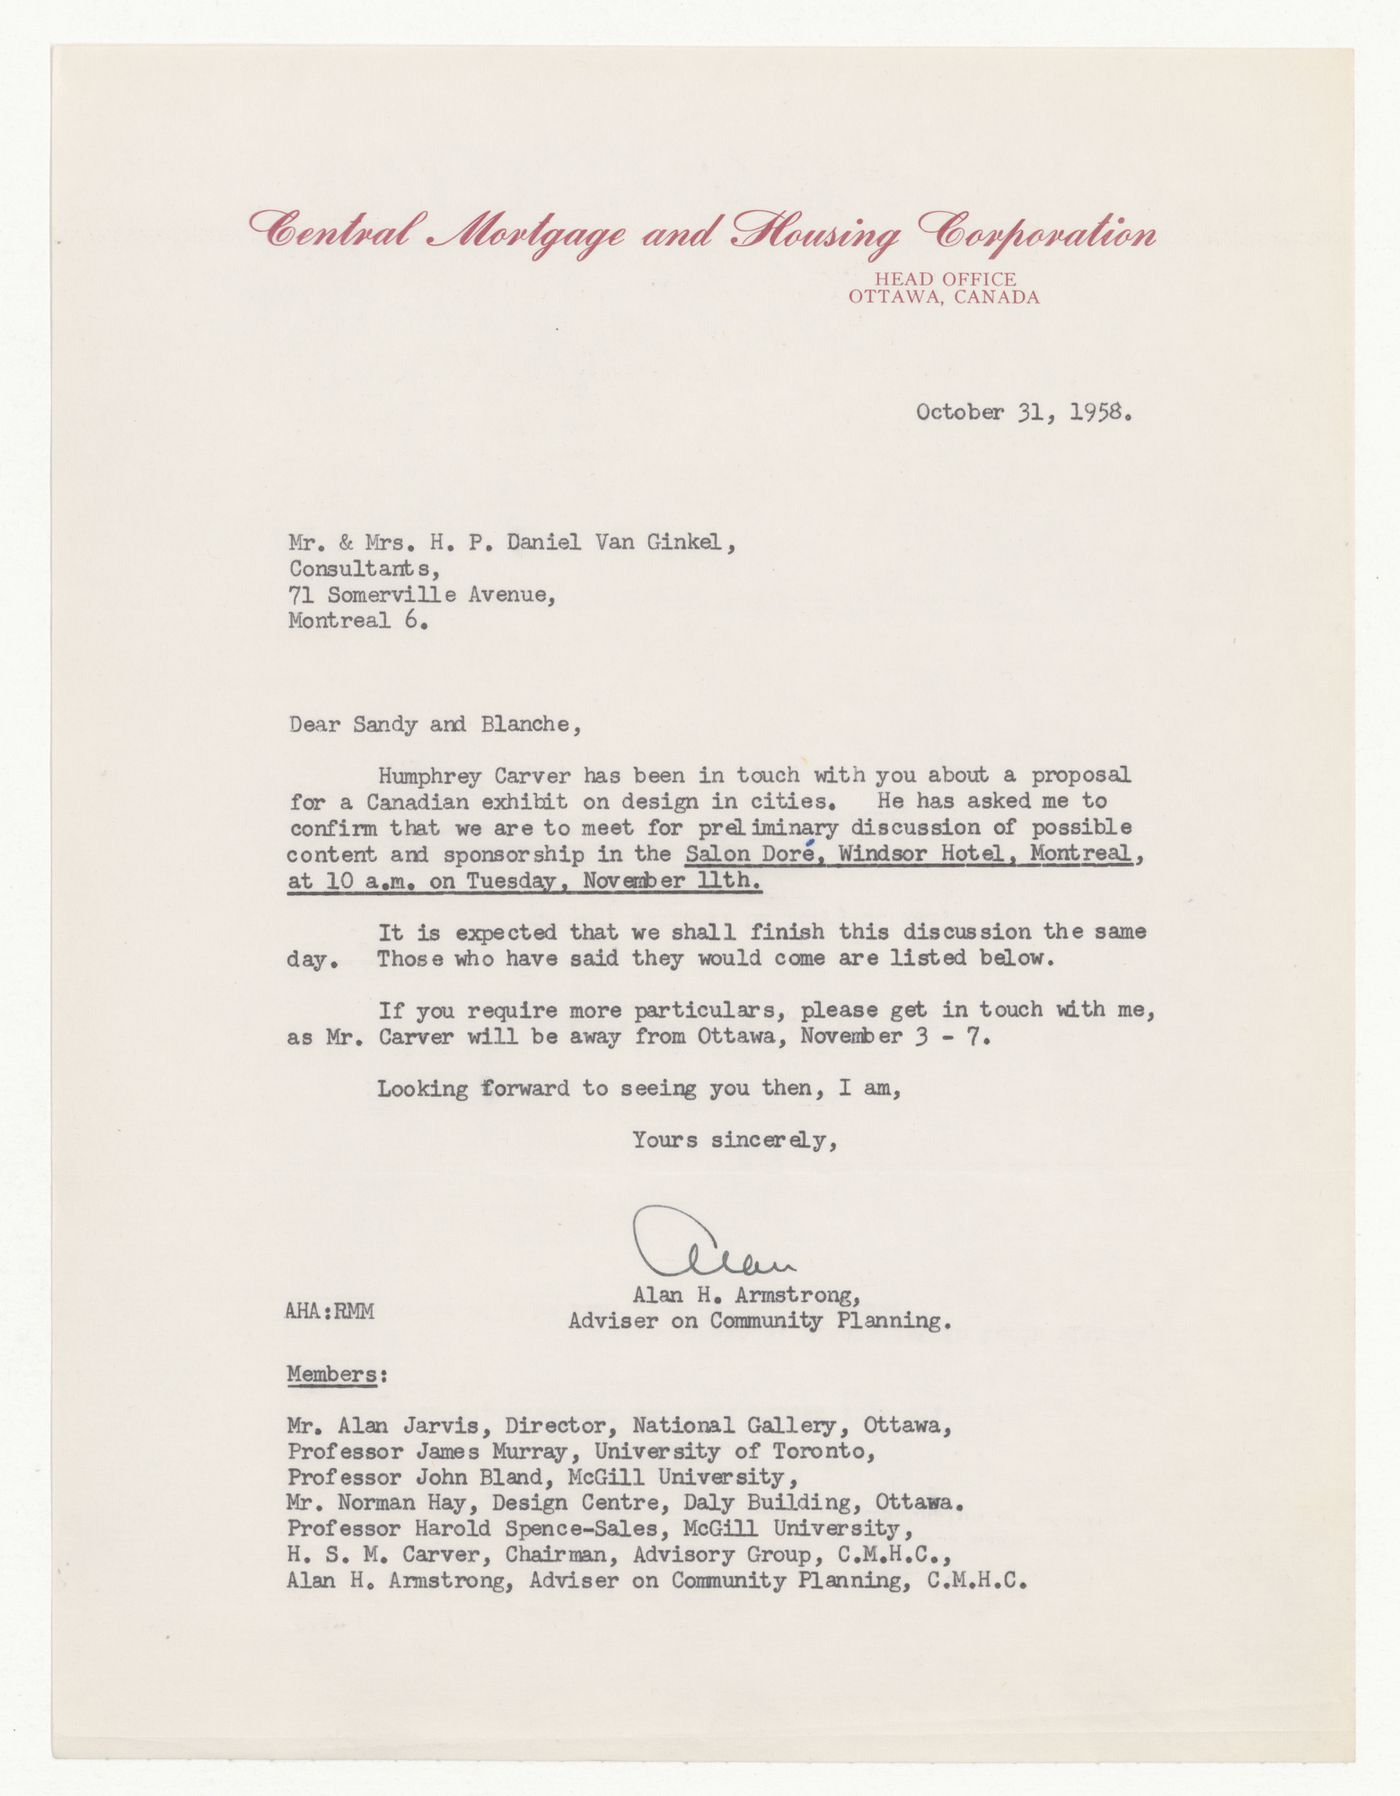 Central Mortgage and Housing Corporation
HEAD OFFICE
OTTAWA, CANADA
October 31, 1958.
Mr. & Mrs. H. P. Daniel Van Ginkel,
Consultants,
71 Somerville Avenue,
Montreal 6.
Dear Sandy and Blanche,
Humphrey Carver has been in touch with you about a proposal
for a Canadian exhibit on design in cities. He has asked me to
confirm that we are to meet for preliminary discussion of possible
content and sponsorship in the Salon Doré, Windsor Hotel, Montreal,
at 10 a.m. on Tuesday, November 11th.
It is expected that we shall finish this discussion the same
day. Those who have said they would come are listed below.
If you require more particulars, please get in touch with me,
as Mr. Carver will be away from Ottawa, November 3 - 7.
Looking forward to seeing you then, I am,
Yours sincerely,
Alan
Alan H. Armstrong,
AHA:RMM
Adviser on Community Planning.
Members:
Mr. Alan Jarvis, Director, National Gallery, Ottawa,
Professor James Murray, University of Toronto,
Professor John Bland, McGill University,
Mr. Norman Hay, Design Centre, Daly Building, Ottawa.
Professor Harold Spence-Sales, McGill University,
H. S. M. Carver, Chairman, Advisory Group, C.M.H.C.,
Alan H. Armstrong, Adviser on Community Planning, C.M.H.C.